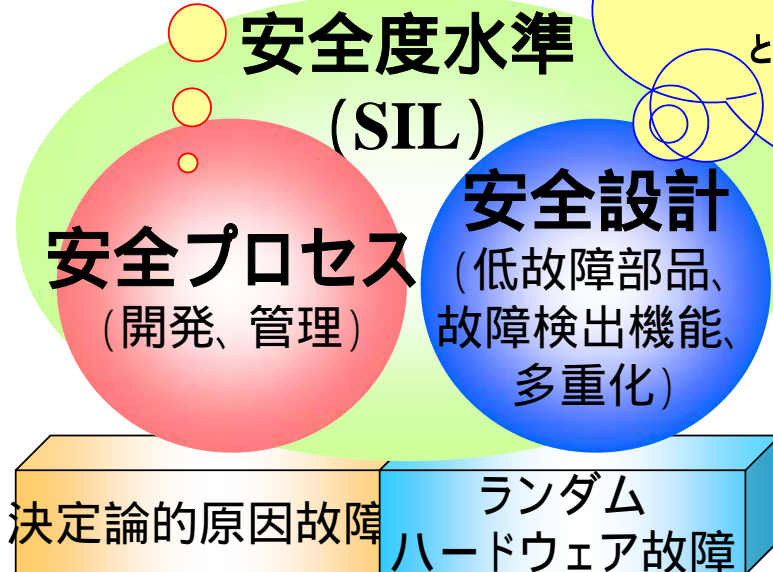 安全度水準
（SIL）
と
安全プロセス
（開発、管理）
安全設計
（低故障部品、
故障検出機能、
多重化）
決定論的原因故障
ランダム
ハードウェア故障